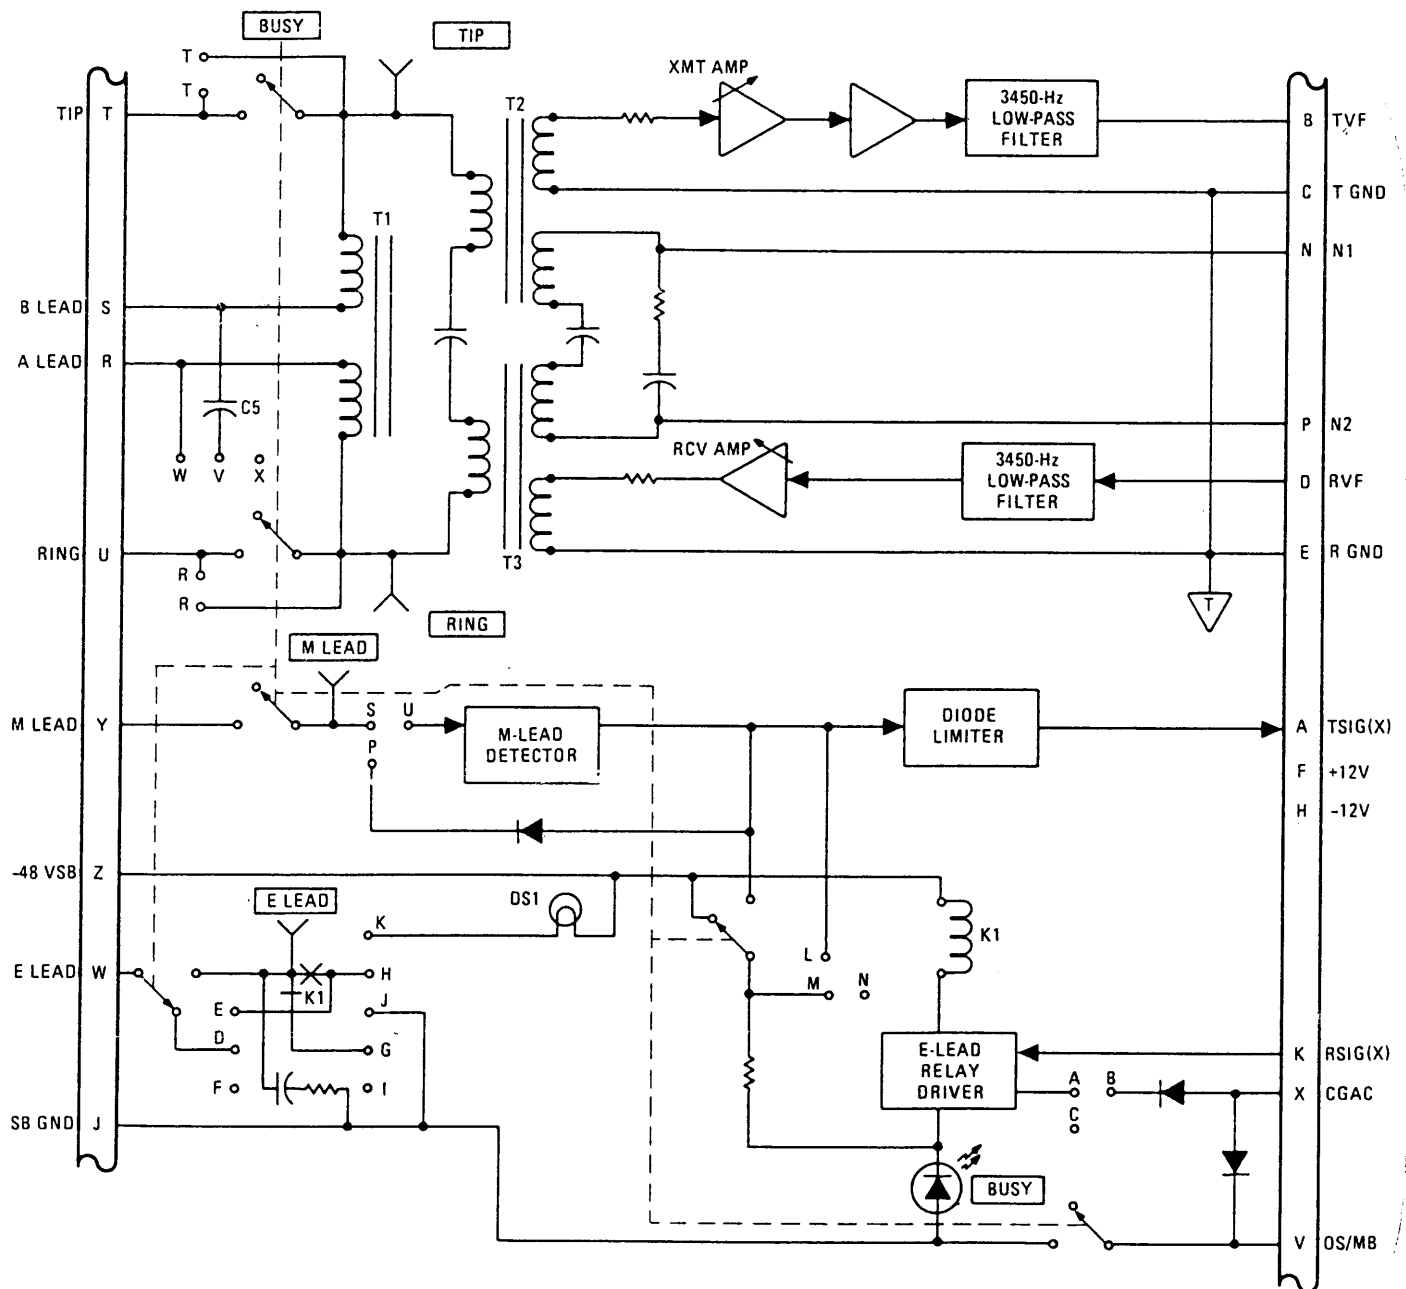 BUSY
TIP
T
T
TIP T
XMT AMP
T2
3450-Hz
LOW-PASS
FILTER
B TVF
C T GND
T1
N N1
B LEAD S
A LEAD R
C5
P N2
W V X
RCV AMP
3450-Hz
LOW-PASS
FILTER
D RVF
RING U
R
R
T3
E R GND
T
RING
M LEAD
M LEAD Y
S U
P
M-LEAD
DETECTOR
DIODE
LIMITER
A TSIG(X)
F +12V
H -12V
-48 VSB Z
E LEAD
K
DS1
K1
E LEAD W
H
K1
J
E
D
G
F
I
L
M N
E-LEAD
RELAY
DRIVER
K RSIG(X)
A B
C
X CGAC
SB GND J
BUSY
V OS/MB